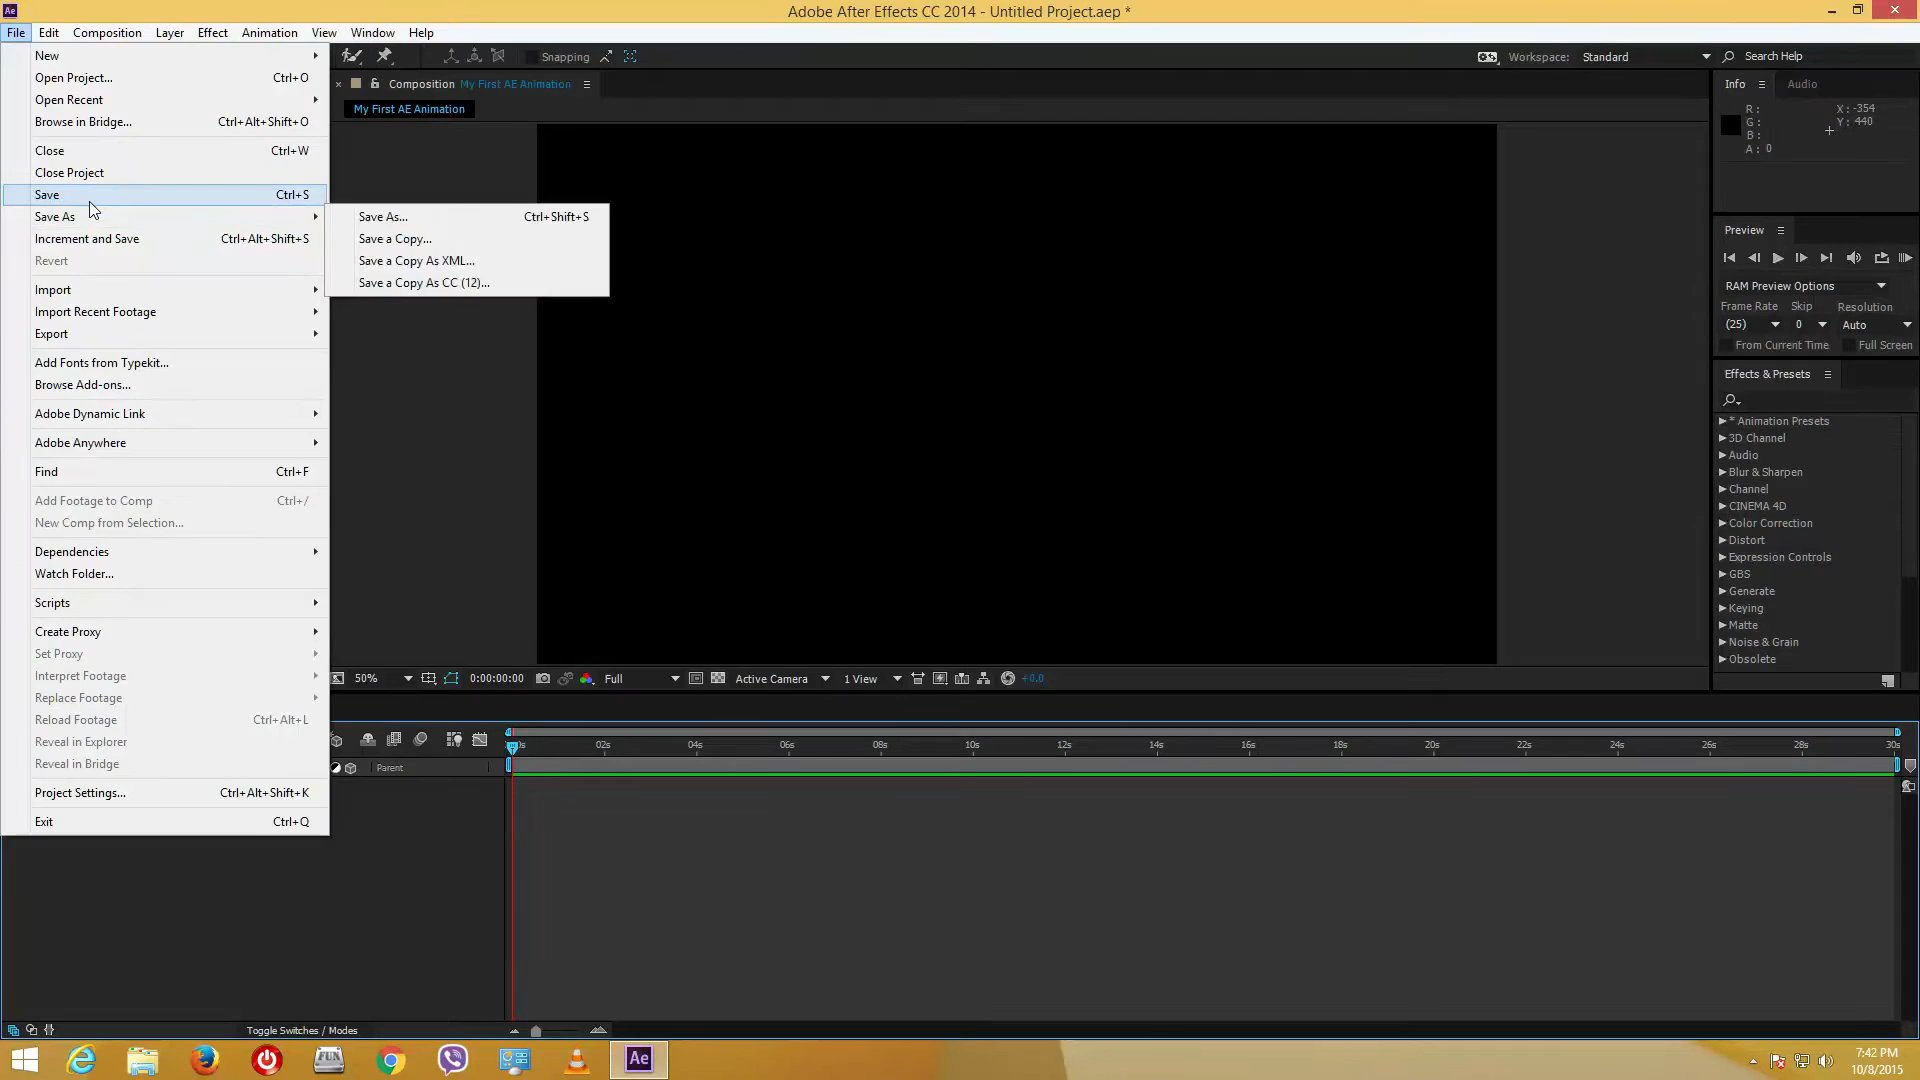 Ae
Adobe After Effects CC 2014 - Untitled Project.aep *
File Edit Composition Layer Effect Animation View Window Help
New
Open Project... Ctrl+O
Open Recent
Browse in Bridge... Ctrl+Alt+Shift+O
Close Ctrl+W
Close Project
Save Ctrl+S
Save As
Increment and Save Ctrl+Alt+Shift+S
Revert
Import
Import Recent Footage
Export
Add Fonts from Typekit...
Browse Add-ons...
Adobe Dynamic Link
Adobe Anywhere
Find Ctrl+F
Add Footage to Comp Ctrl+/
New Comp from Selection...
Dependencies
Watch Folder...
Scripts
Create Proxy
Set Proxy
Interpret Footage
Replace Footage
Reload Footage Ctrl+Alt+L
Reveal in Explorer
Reveal in Bridge
Project Settings... Ctrl+Alt+Shift+K
Exit Ctrl+Q
Save As... Ctrl+Shift+S
Save a Copy...
Save a Copy As XML...
Save a Copy As CC (12)...
Snapping
Workspace: Standard
Search Help
Composition My First AE Animation
My First AE Animation
Info Audio
R :
G :
B :
A : 0
X : -354
Y : 440
Preview
RAM Preview Options
Frame Rate Skip Resolution
(25) 0 Auto
From Current Time Full Screen
Effects & Presets
* Animation Presets
3D Channel
Audio
Blur & Sharpen
Channel
CINEMA 4D
Color Correction
Distort
Expression Controls
GBS
Generate
Keying
Matte
Noise & Grain
Obsolete
50% 0:00:00:00 Full Active Camera 1 View +0.0
02s 04s 06s 08s 10s 12s 14s 16s 18s 20s 22s 24s 26s 28s 30s
Parent
Toggle Switches / Modes
FUN
Ae
7:42 PM
10/8/2015